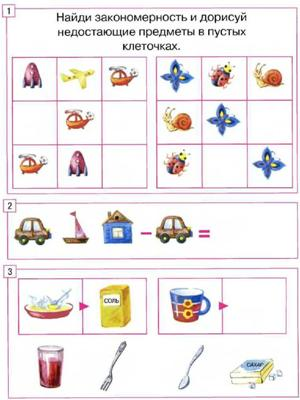 1
Найди закономерность и дорисуй
недостающие предметы в пустых
клеточках.
2
3
СОЛЬ
САХАР